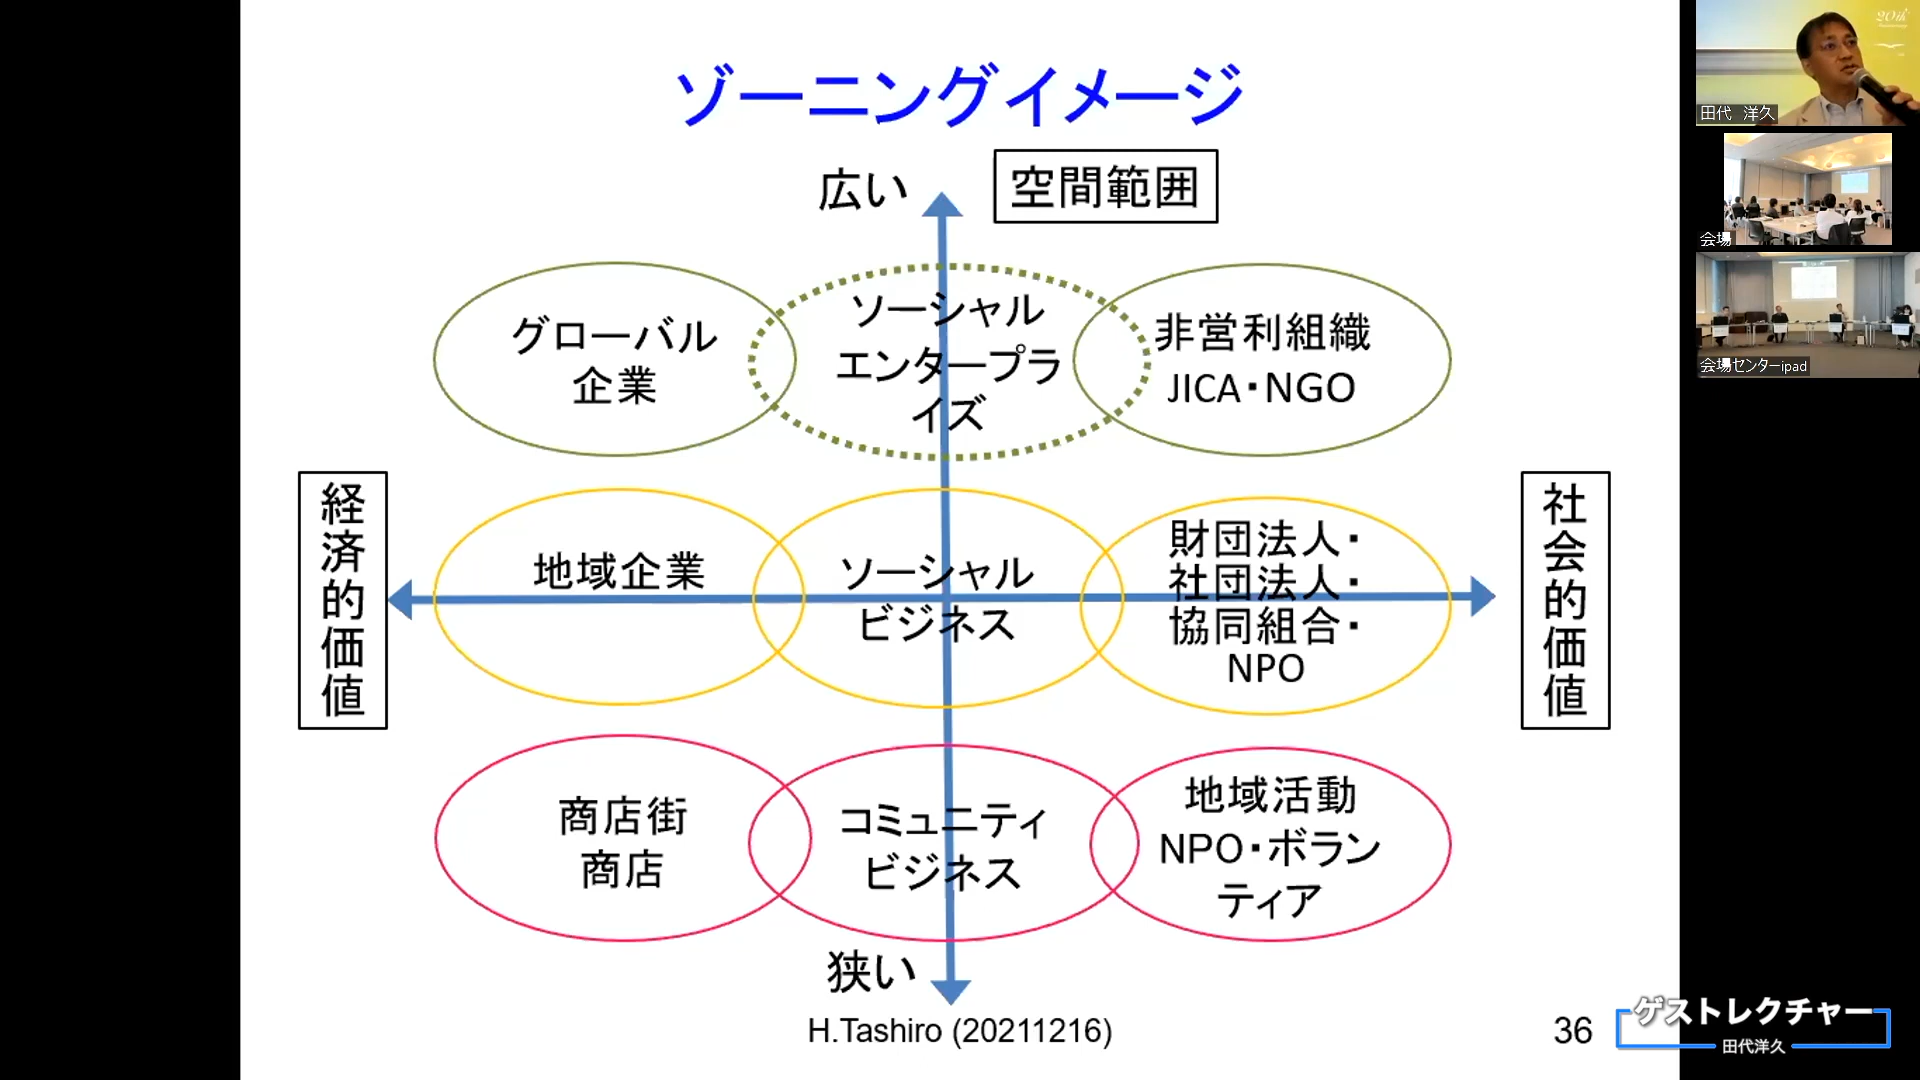 ゾーニングイメージ
広い
空間範囲
グローバル
企業
ソーシャル
エンタープラ
イズ
非営利組織
JICA・NGO
経済的価値
地域企業
ソーシャル
ビジネス
財団法人・
社団法人・
協同組合・
NPO
社会的価値
商店街
商店
コミュニティ
ビジネス
地域活動
NPO・ボラン
ティア
狭い
H.Tashiro (20211216)
36
田代 洋久
会場
会場センターipad
ゲストレクチャー
田代洋久